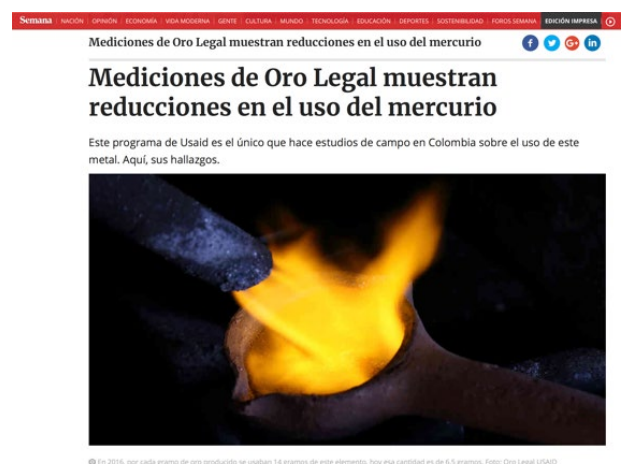 Semana NACIÓN OPINIÓN ECONOMÍA VIDA MODERNA GENTE CULTURA MUNDO TECNOLOGÍA EDUCACIÓN DEPORTES SOSTENIBILIDAD FOROS SEMANA EDICIÓN IMPRESA
Mediciones de Oro Legal muestran reducciones en el uso del mercurio
Mediciones de Oro Legal muestran
reducciones en el uso del mercurio
Este programa de Usaid es el único que hace estudios de campo en Colombia sobre el uso de este
metal. Aquí, sus hallazgos.
En 2016, por cada gramo de oro producido se usaban 14 gramos de este elemento, hoy esa cantidad es de 6,5 gramos. Foto: Oro Legal USAID